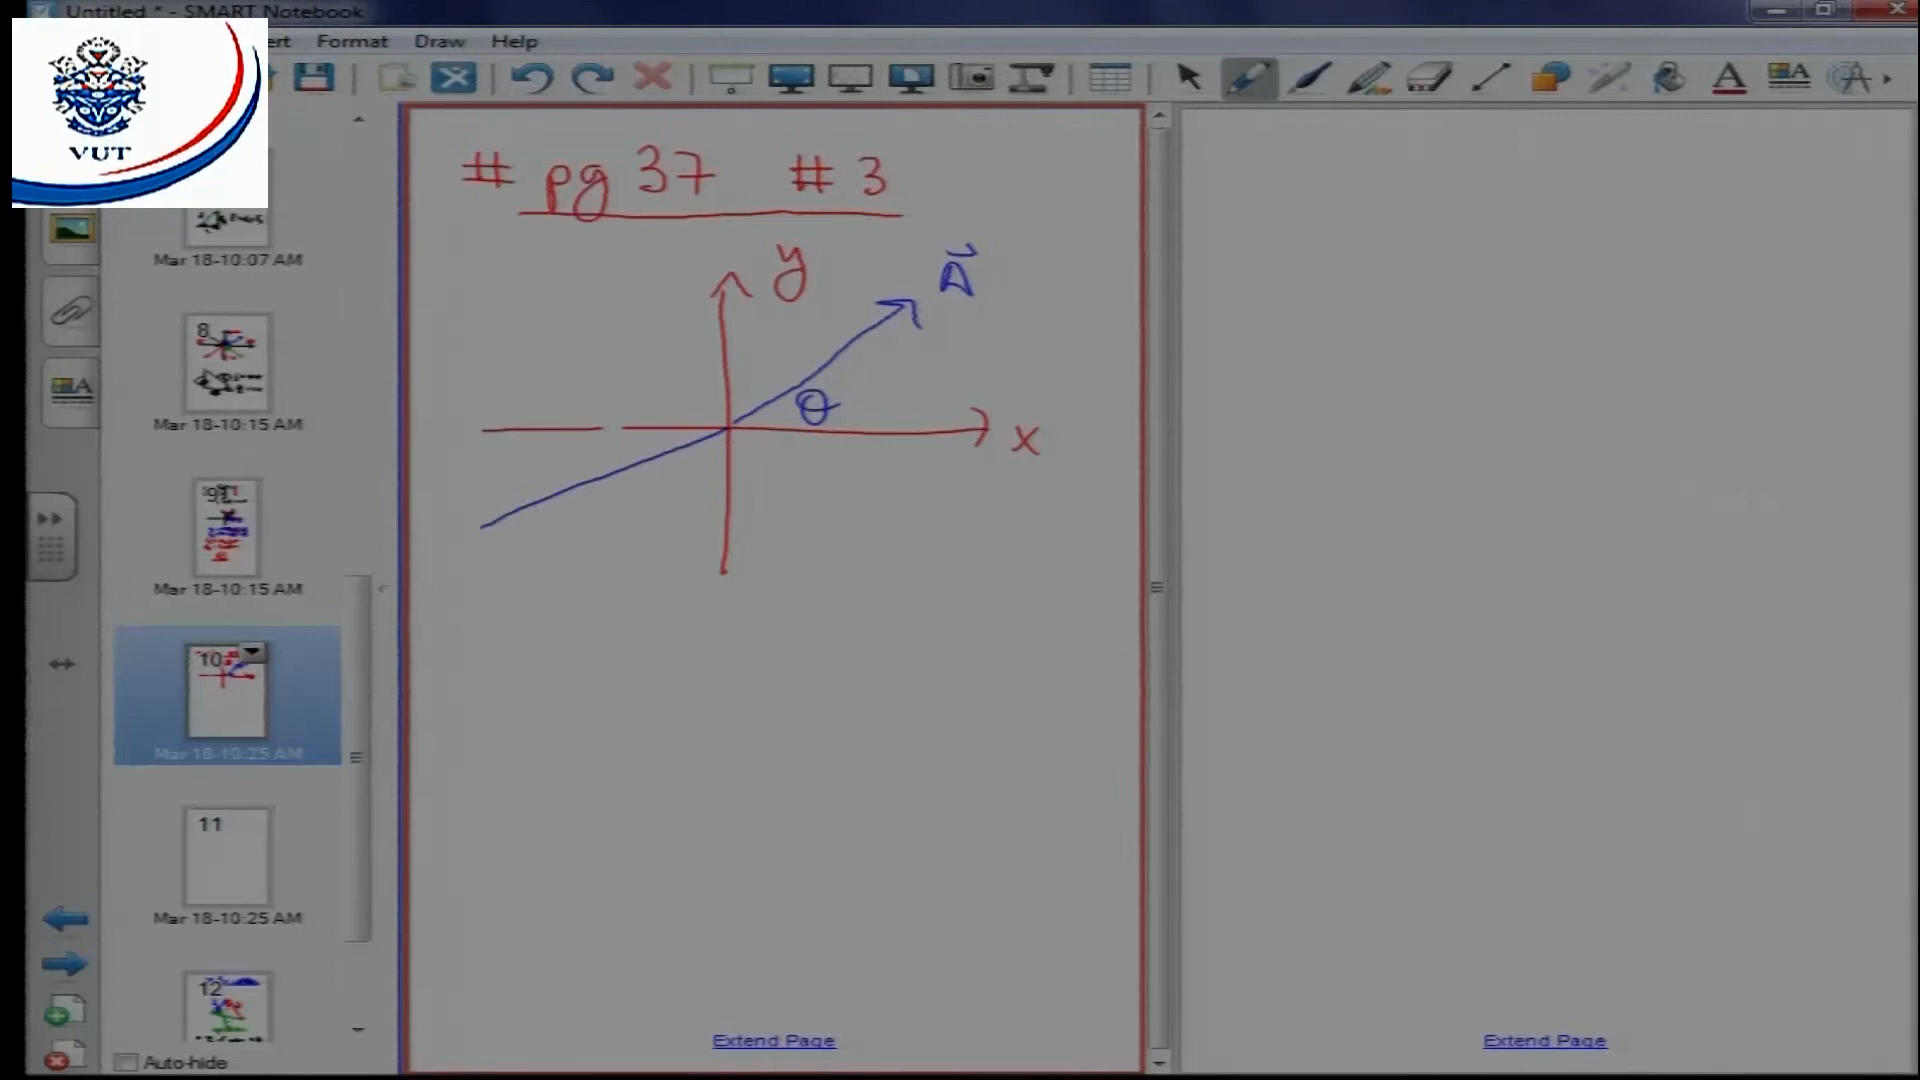 Untitled * - SMART Notebook
ert Format Draw Help
VUT
# pg 37 # 3
y
A
θ
x
Mar 18-10:07 AM
8
Mar 18-10:15 AM
9
Mar 18-10:15 AM
10
Mar 18-10:25 AM
11
Mar 18-10:25 AM
12
Auto-hide
Extend Page
Extend Page